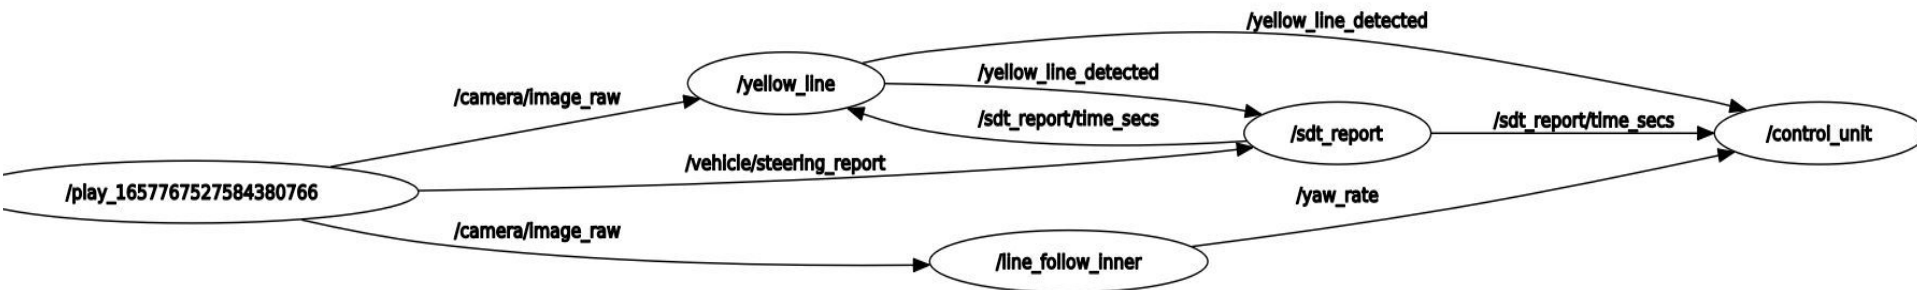 /yellow_line_detected
/yellow_line_detected
/camera/image_raw
/yellow_line
/sdt_report/time_secs
/sdt_report/time_secs
/sdt_report
/control_unit
/vehicle/steering_report
/play_1657767527584380766
/yaw_rate
/camera/image_raw
/line_follow_inner